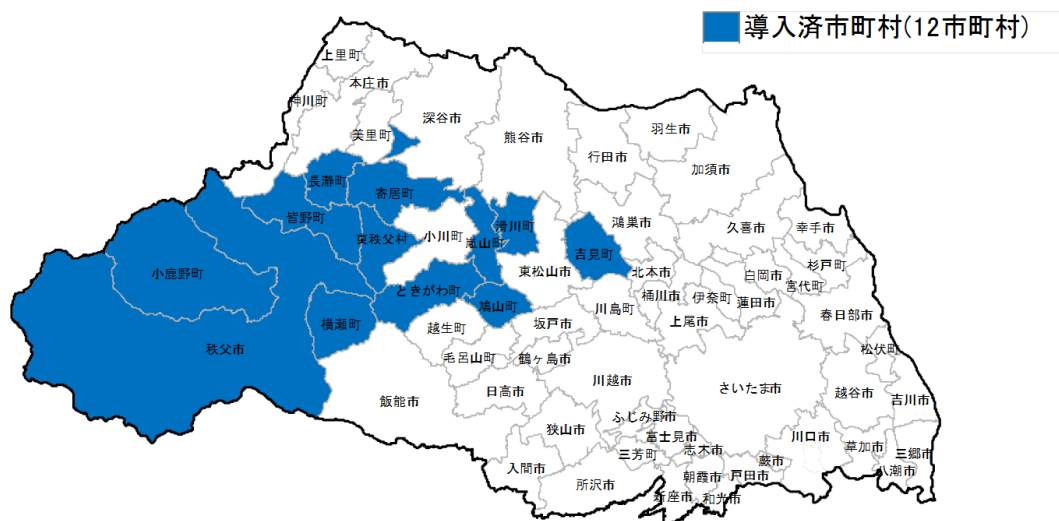 導入済市町村(12市町村)
上里町
本庄市
神川町
美里町
深谷市
熊谷市
行田市
羽生市
加須市
長瀞町
寄居町
皆野町
東秩父村
小川町
嵐山町
滑川町
吉見町
鴻巣市
久喜市
幸手市
小鹿野町
東松山市
北本市
白岡市
杉戸町
宮代町
ときがわ町
鳩山町
川島町
桶川市
伊奈町
蓮田市
横瀬町
越生町
坂戸市
上尾市
春日部市
秩父市
毛呂山町
鶴ヶ島市
松伏町
日高市
川越市
さいたま市
越谷市
吉川市
飯能市
ふじみ野市
狭山市
富士見市
川口市
志木市
草加市
三郷市
三芳町
入間市
蕨市
八潮市
所沢市
朝霞市
戸田市
新座市
和光市